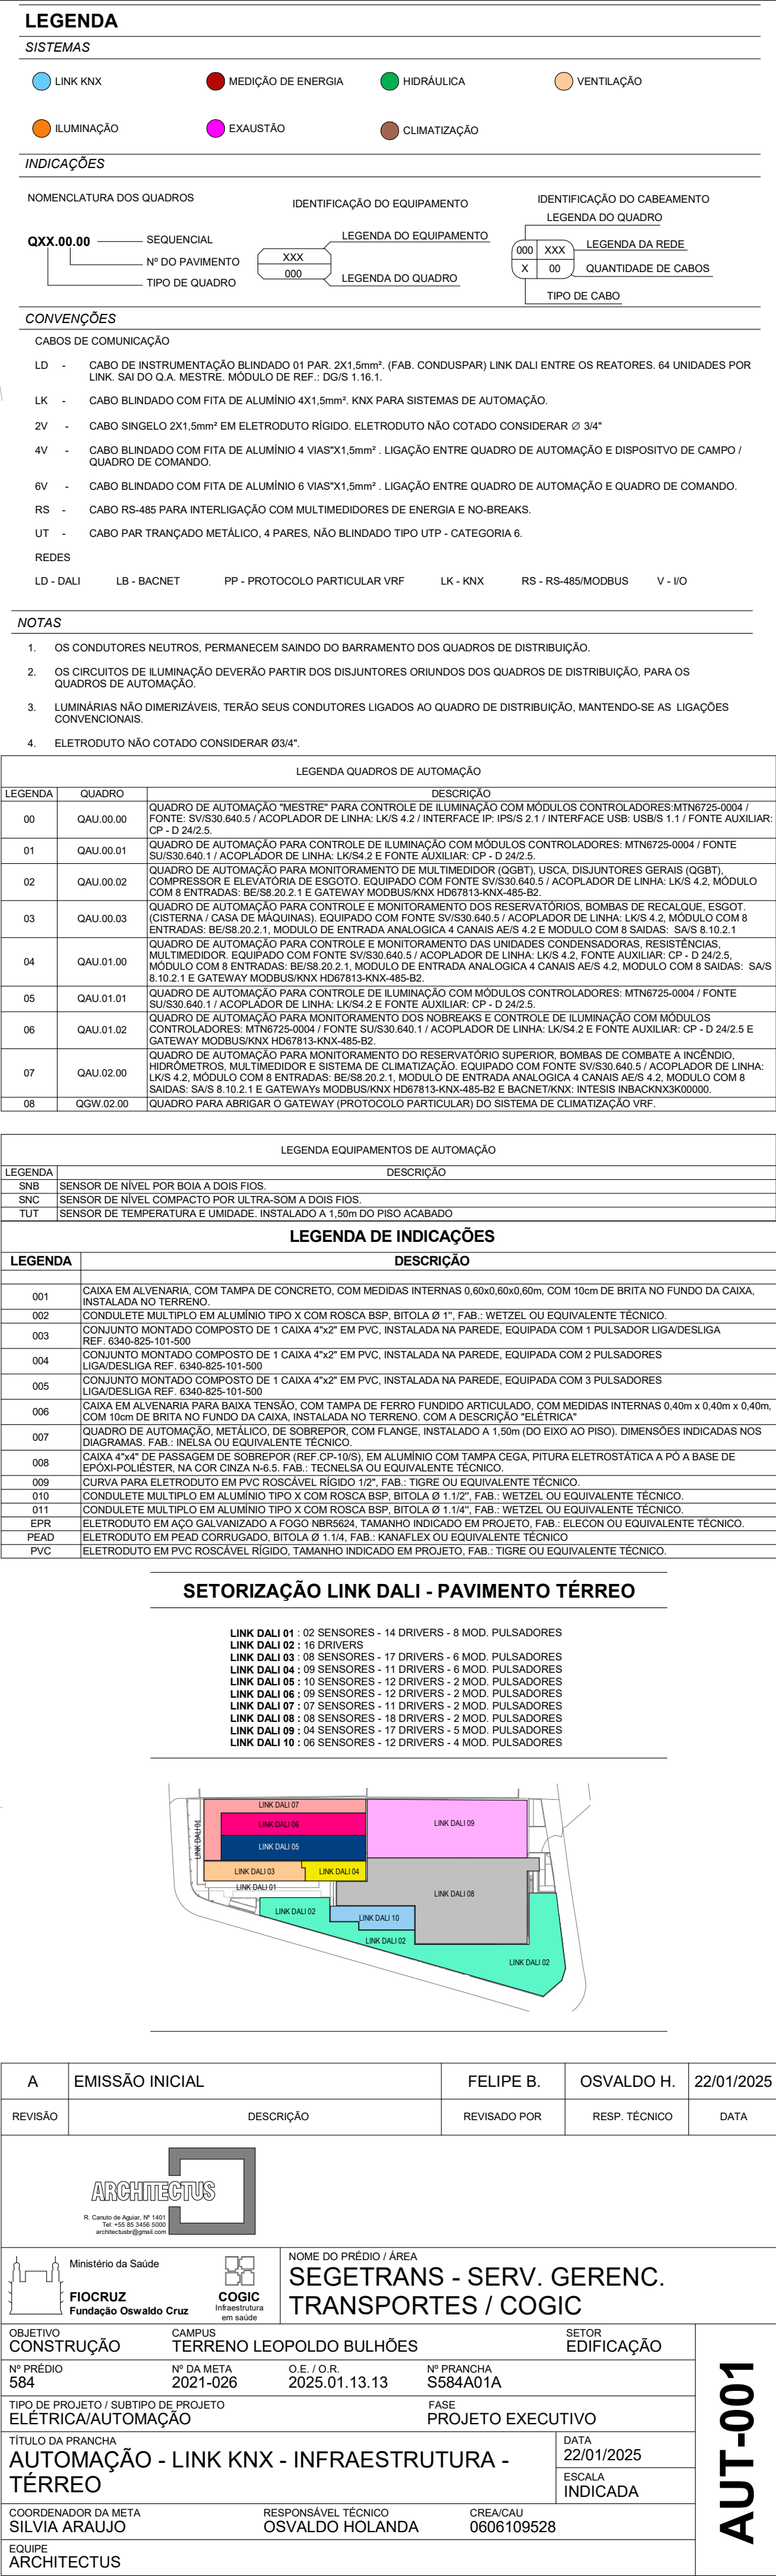 LEGENDA
SISTEMAS
LINK KNX
MEDIÇÃO DE ENERGIA
HIDRÁULICA
VENTILAÇÃO
ILUMINAÇÃO
EXAUSTÃO
CLIMATIZAÇÃO
INDICAÇÕES
NOMENCLATURA DOS QUADROS
QXX.00.00
SEQUENCIAL
Nº DO PAVIMENTO
TIPO DE QUADRO
IDENTIFICAÇÃO DO EQUIPAMENTO
LEGENDA DO EQUIPAMENTO
XXX
000
LEGENDA DO QUADRO
IDENTIFICAÇÃO DO CABEAMENTO
LEGENDA DO QUADRO
000 XXX
LEGENDA DA REDE
X 00
QUANTIDADE DE CABOS
TIPO DE CABO
CONVENÇÕES
CABOS DE COMUNICAÇÃO
LD - CABO DE INSTRUMENTAÇÃO BLINDADO 01 PAR. 2X1,5mm². (FAB. CONDUSPAR) LINK DALI ENTRE OS REATORES. 64 UNIDADES POR
LINK. SAI DO Q.A. MESTRE. MÓDULO DE REF.: DG/S 1.16.1.
LK - CABO BLINDADO COM FITA DE ALUMÍNIO 4X1,5mm². KNX PARA SISTEMAS DE AUTOMAÇÃO.
2V - CABO SINGELO 2X1,5mm² EM ELETRODUTO RÍGIDO. ELETRODUTO NÃO COTADO CONSIDERAR ∅ 3/4"
4V - CABO BLINDADO COM FITA DE ALUMÍNIO 4 VIAS"X1,5mm² . LIGAÇÃO ENTRE QUADRO DE AUTOMAÇÃO E DISPOSITVO DE CAMPO /
QUADRO DE COMANDO.
6V - CABO BLINDADO COM FITA DE ALUMÍNIO 6 VIAS"X1,5mm² . LIGAÇÃO ENTRE QUADRO DE AUTOMAÇÃO E QUADRO DE COMANDO.
RS - CABO RS-485 PARA INTERLIGAÇÃO COM MULTIMEDIDORES DE ENERGIA E NO-BREAKS.
UT - CABO PAR TRANÇADO METÁLICO, 4 PARES, NÃO BLINDADO TIPO UTP - CATEGORIA 6.
REDES
LD - DALI LB - BACNET PP - PROTOCOLO PARTICULAR VRF LK - KNX RS - RS-485/MODBUS V - I/O
NOTAS
1. OS CONDUTORES NEUTROS, PERMANECEM SAINDO DO BARRAMENTO DOS QUADROS DE DISTRIBUIÇÃO.
2. OS CIRCUITOS DE ILUMINAÇÃO DEVERÃO PARTIR DOS DISJUNTORES ORIUNDOS DOS QUADROS DE DISTRIBUIÇÃO, PARA OS
QUADROS DE AUTOMAÇÃO.
3. LUMINÁRIAS NÃO DIMERIZÁVEIS, TERÃO SEUS CONDUTORES LIGADOS AO QUADRO DE DISTRIBUIÇÃO, MANTENDO-SE AS LIGAÇÕES
CONVENCIONAIS.
4. ELETRODUTO NÃO COTADO CONSIDERAR Ø3/4".
LEGENDA QUADROS DE AUTOMAÇÃO
LEGENDA QUADRO DESCRIÇÃO
00 QAU.00.00 QUADRO DE AUTOMAÇÃO "MESTRE" PARA CONTROLE DE ILUMINAÇÃO COM MÓDULOS CONTROLADORES:MTN6725-0004 /
FONTE: SV/S30.640.5 / ACOPLADOR DE LINHA: LK/S 4.2 / INTERFACE IP: IPS/S 2.1 / INTERFACE USB: USB/S 1.1 / FONTE AUXILIAR:
CP - D 24/2.5.
01 QAU.00.01 QUADRO DE AUTOMAÇÃO PARA CONTROLE DE ILUMINAÇÃO COM MÓDULOS CONTROLADORES: MTN6725-0004 / FONTE
SU/S30.640.1 / ACOPLADOR DE LINHA: LK/S4.2 E FONTE AUXILIAR: CP - D 24/2.5.
02 QAU.00.02 QUADRO DE AUTOMAÇÃO PARA MONITORAMENTO DE MULTIMEDIDOR (QGBT), USCA, DISJUNTORES GERAIS (QGBT),
COMPRESSOR E ELEVATÓRIA DE ESGOTO. EQUIPADO COM FONTE SV/S30.640.5 / ACOPLADOR DE LINHA: LK/S 4.2, MÓDULO
COM 8 ENTRADAS: BE/S8.20.2.1 E GATEWAY MODBUS/KNX HD67813-KNX-485-B2.
03 QAU.00.03 QUADRO DE AUTOMAÇÃO PARA CONTROLE E MONITORAMENTO DOS RESERVATÓRIOS, BOMBAS DE RECALQUE, ESGOT.
(CISTERNA / CASA DE MÁQUINAS). EQUIPADO COM FONTE SV/S30.640.5 / ACOPLADOR DE LINHA: LK/S 4.2, MÓDULO COM 8
ENTRADAS: BE/S8.20.2.1, MODULO DE ENTRADA ANALOGICA 4 CANAIS AE/S 4.2 E MODULO COM 8 SAIDAS: SA/S 8.10.2.1
04 QAU.01.00 QUADRO DE AUTOMAÇÃO PARA CONTROLE E MONITORAMENTO DAS UNIDADES CONDENSADORAS, RESISTÊNCIAS,
MULTIMEDIDOR. EQUIPADO COM FONTE SV/S30.640.5 / ACOPLADOR DE LINHA: LK/S 4.2, FONTE AUXILIAR: CP - D 24/2.5,
MÓDULO COM 8 ENTRADAS: BE/S8.20.2.1, MODULO DE ENTRADA ANALOGICA 4 CANAIS AE/S 4.2, MODULO COM 8 SAIDAS: SA/S
8.10.2.1 E GATEWAY MODBUS/KNX HD67813-KNX-485-B2.
05 QAU.01.01 QUADRO DE AUTOMAÇÃO PARA CONTROLE DE ILUMINAÇÃO COM MÓDULOS CONTROLADORES: MTN6725-0004 / FONTE
SU/S30.640.1 / ACOPLADOR DE LINHA: LK/S4.2 E FONTE AUXILIAR: CP - D 24/2.5.
06 QAU.01.02 QUADRO DE AUTOMAÇÃO PARA MONITORAMENTO DOS NOBREAKS E CONTROLE DE ILUMINAÇÃO COM MÓDULOS
CONTROLADORES: MTN6725-0004 / FONTE SU/S30.640.1 / ACOPLADOR DE LINHA: LK/S4.2 E FONTE AUXILIAR: CP - D 24/2.5 E
GATEWAY MODBUS/KNX HD67813-KNX-485-B2.
07 QAU.02.00 QUADRO DE AUTOMAÇÃO PARA MONITORAMENTO DO RESERVATÓRIO SUPERIOR, BOMBAS DE COMBATE A INCÊNDIO,
HIDRÔMETROS, MULTIMEDIDOR E SISTEMA DE CLIMATIZAÇÃO. EQUIPADO COM FONTE SV/S30.640.5 / ACOPLADOR DE LINHA:
LK/S 4.2, MÓDULO COM 8 ENTRADAS: BE/S8.20.2.1, MODULO DE ENTRADA ANALOGICA 4 CANAIS AE/S 4.2, MODULO COM 8
SAIDAS: SA/S 8.10.2.1 E GATEWAYs MODBUS/KNX HD67813-KNX-485-B2 E BACNET/KNX: INTESIS INBACKNX3K00000.
08 QGW.02.00 QUADRO PARA ABRIGAR O GATEWAY (PROTOCOLO PARTICULAR) DO SISTEMA DE CLIMATIZAÇÃO VRF.
LEGENDA EQUIPAMENTOS DE AUTOMAÇÃO
LEGENDA DESCRIÇÃO
SNB SENSOR DE NÍVEL POR BOIA A DOIS FIOS.
SNC SENSOR DE NÍVEL COMPACTO POR ULTRA-SOM A DOIS FIOS.
TUT SENSOR DE TEMPERATURA E UMIDADE. INSTALADO A 1,50m DO PISO ACABADO
LEGENDA DE INDICAÇÕES
LEGENDA DESCRIÇÃO
001 CAIXA EM ALVENARIA, COM TAMPA DE CONCRETO, COM MEDIDAS INTERNAS 0,60x0,60x0,60m, COM 10cm DE BRITA NO FUNDO DA CAIXA,
INSTALADA NO TERRENO.
002 CONDULETE MULTIPLO EM ALUMÍNIO TIPO X COM ROSCA BSP, BITOLA Ø 1", FAB.: WETZEL OU EQUIVALENTE TÉCNICO.
003 CONJUNTO MONTADO COMPOSTO DE 1 CAIXA 4"x2" EM PVC, INSTALADA NA PAREDE, EQUIPADA COM 1 PULSADOR LIGA/DESLIGA
REF. 6340-825-101-500
004 CONJUNTO MONTADO COMPOSTO DE 1 CAIXA 4"x2" EM PVC, INSTALADA NA PAREDE, EQUIPADA COM 2 PULSADORES
LIGA/DESLIGA REF. 6340-825-101-500
005 CONJUNTO MONTADO COMPOSTO DE 1 CAIXA 4"x2" EM PVC, INSTALADA NA PAREDE, EQUIPADA COM 3 PULSADORES
LIGA/DESLIGA REF. 6340-825-101-500
006 CAIXA EM ALVENARIA PARA BAIXA TENSÃO, COM TAMPA DE FERRO FUNDIDO ARTICULADO, COM MEDIDAS INTERNAS 0,40m x 0,40m x 0,40m,
COM 10cm DE BRITA NO FUNDO DA CAIXA, INSTALADA NO TERRENO. COM A DESCRIÇÃO "ELÉTRICA"
007 QUADRO DE AUTOMAÇÃO, METÁLICO, DE SOBREPOR, COM FLANGE, INSTALADO A 1,50m (DO EIXO AO PISO). DIMENSÕES INDICADAS NOS
DIAGRAMAS. FAB.: INELSA OU EQUIVALENTE TÉCNICO.
008 CAIXA 4"x4" DE PASSAGEM DE SOBREPOR (REF.CP-10/S), EM ALUMÍNIO COM TAMPA CEGA, PITURA ELETROSTÁTICA A PÓ A BASE DE
EPÓXI-POLIÉSTER, NA COR CINZA N-6.5. FAB.: TECNELSA OU EQUIVALENTE TÉCNICO.
009 CURVA PARA ELETRODUTO EM PVC ROSCÁVEL RÍGIDO 1/2", FAB.: TIGRE OU EQUIVALENTE TÉCNICO.
010 CONDULETE MULTIPLO EM ALUMÍNIO TIPO X COM ROSCA BSP, BITOLA Ø 1.1/2", FAB.: WETZEL OU EQUIVALENTE TÉCNICO.
011 CONDULETE MULTIPLO EM ALUMÍNIO TIPO X COM ROSCA BSP, BITOLA Ø 1.1/4", FAB.: WETZEL OU EQUIVALENTE TÉCNICO.
EPR ELETRODUTO EM AÇO GALVANIZADO A FOGO NBR5624, TAMANHO INDICADO EM PROJETO, FAB.: ELECON OU EQUIVALENTE TÉCNICO.
PEAD ELETRODUTO EM PEAD CORRUGADO, BITOLA Ø 1.1/4, FAB.: KANAFLEX OU EQUIVALENTE TÉCNICO
PVC ELETRODUTO EM PVC ROSCÁVEL RÍGIDO, TAMANHO INDICADO EM PROJETO, FAB.: TIGRE OU EQUIVALENTE TÉCNICO.
SETORIZAÇÃO LINK DALI - PAVIMENTO TÉRREO
LINK DALI 01 : 02 SENSORES - 14 DRIVERS - 8 MOD. PULSADORES
LINK DALI 02 : 16 DRIVERS
LINK DALI 03 : 08 SENSORES - 17 DRIVERS - 6 MOD. PULSADORES
LINK DALI 04 : 09 SENSORES - 11 DRIVERS - 6 MOD. PULSADORES
LINK DALI 05 : 10 SENSORES - 12 DRIVERS - 2 MOD. PULSADORES
LINK DALI 06 : 09 SENSORES - 12 DRIVERS - 2 MOD. PULSADORES
LINK DALI 07 : 07 SENSORES - 11 DRIVERS - 2 MOD. PULSADORES
LINK DALI 08 : 08 SENSORES - 18 DRIVERS - 2 MOD. PULSADORES
LINK DALI 09 : 04 SENSORES - 17 DRIVERS - 5 MOD. PULSADORES
LINK DALI 10 : 06 SENSORES - 12 DRIVERS - 4 MOD. PULSADORES
LINK DALI 07
LINK DALI 06
LINK DALI 09
LINK DALI 01
LINK DALI 05
LINK DALI 03
LINK DALI 04
LINK DALI 01
LINK DALI 08
LINK DALI 02
LINK DALI 10
LINK DALI 02
LINK DALI 02
A EMISSÃO INICIAL FELIPE B. OSVALDO H. 22/01/2025
REVISÃO DESCRIÇÃO REVISADO POR RESP. TÉCNICO DATA
ARCHITECTUS
R. Canuto de Aguiar, Nº 1401
Tel: +55 85 3456 5000
architectusbr@gmail.com
Ministério da Saúde
FIOCRUZ
Fundação Oswaldo Cruz
COGIC
Infraestrutura
em saúde
NOME DO PRÉDIO / ÁREA
SEGETRANS - SERV. GERENC.
TRANSPORTES / COGIC
OBJETIVO CAMPUS SETOR
CONSTRUÇÃO TERRENO LEOPOLDO BULHÕES EDIFICAÇÃO
Nº PRÉDIO Nº DA META O.E. / O.R. Nº PRANCHA
584 2021-026 2025.01.13.13 S584A01A
TIPO DE PROJETO / SUBTIPO DE PROJETO FASE
ELÉTRICA/AUTOMAÇÃO PROJETO EXECUTIVO
TÍTULO DA PRANCHA
AUTOMAÇÃO - LINK KNX - INFRAESTRUTURA -
TÉRREO
DATA
22/01/2025
ESCALA
INDICADA
COORDENADOR DA META RESPONSÁVEL TÉCNICO CREA/CAU
SILVIA ARAUJO OSVALDO HOLANDA 0606109528
EQUIPE
ARCHITECTUS
AUT-001